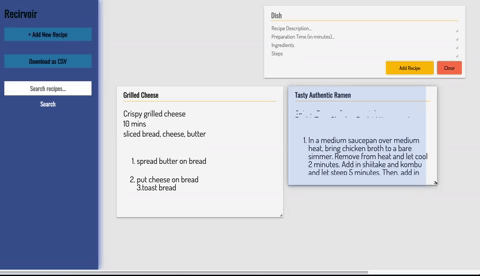 Recirvoir
+ Add New Recipe
Download as CSV
Search recipes...
Search
Dish
Recipe Description...
Preparation Time (in minutes)...
Ingredients
Steps
Add Recipe
Close
Grilled Cheese
Crispy grilled cheese
10 mins
sliced bread, cheese, butter
1. spread butter on bread
2. put cheese on bread
3.toast bread
Tasty Authentic Ramen
1. In a medium saucepan over medium
heat, bring chicken broth to a bare
simmer. Remove from heat and let cool
2 minutes. Add in shiitake and kombu
and let steep 5 minutes. Then, add in